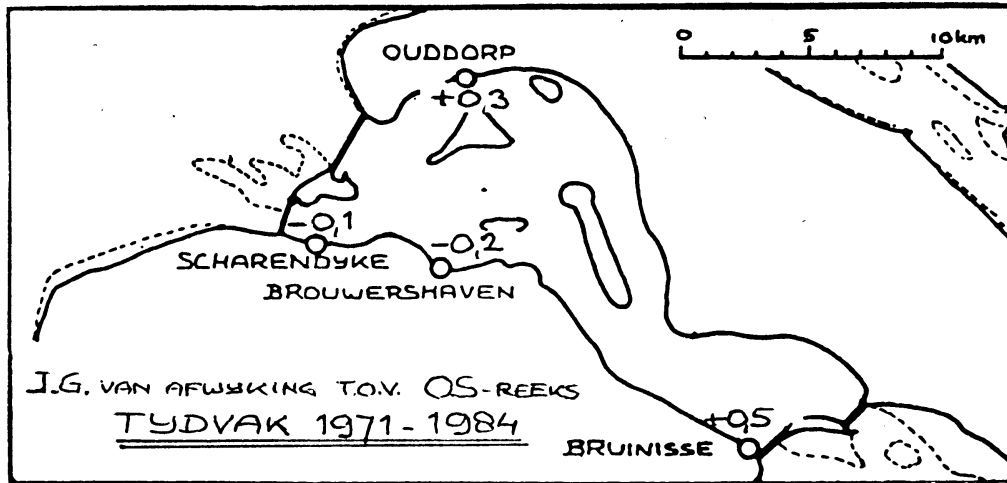 OUDDORP
+0,3
0 5 10km
-0,1
SCHARENDYKE
-0,2
BROUWERSHAVEN
J.G. VAN AFWYKING T.O.V. OS-REEKS
TYDVAK 1971-1984
+0,5
BRUINISSE